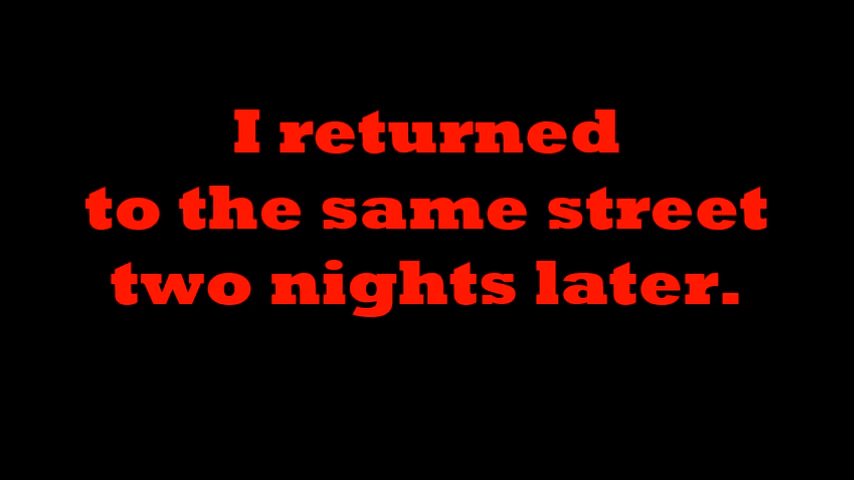 I returned
to the same street
two nights later.